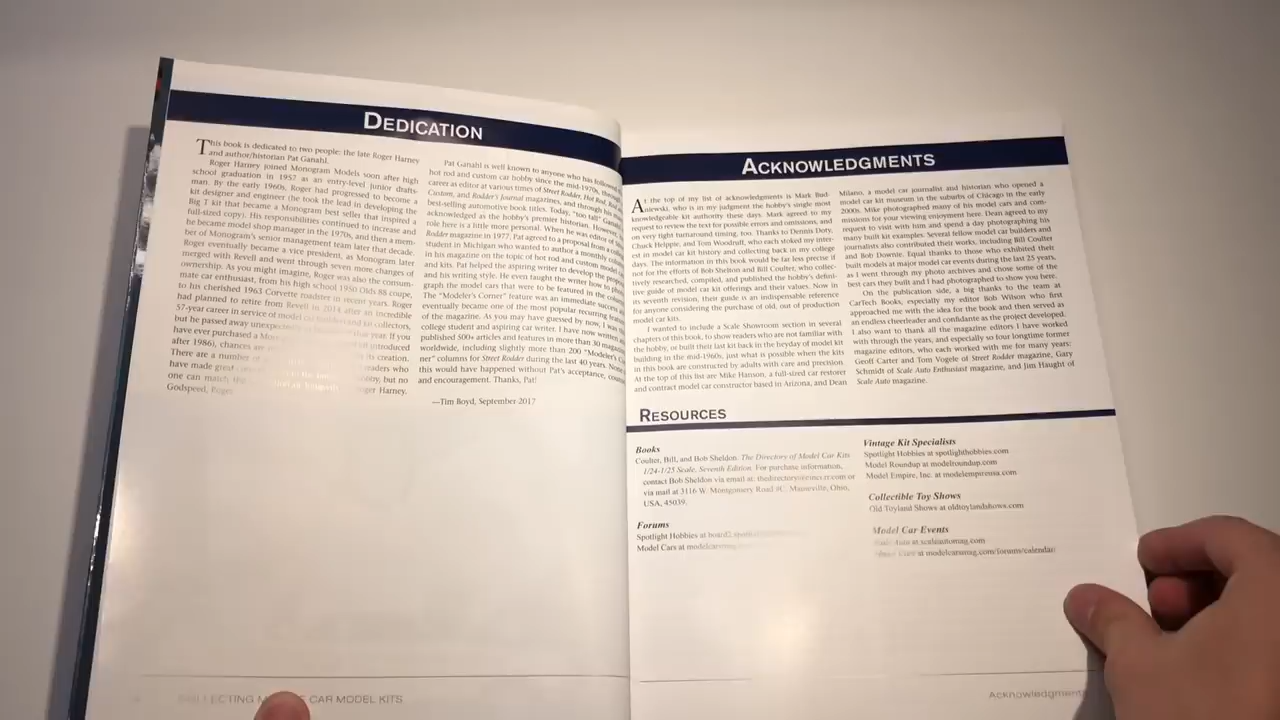 DEDICATION
This book is dedicated to two people: the late Roger Harney
and author/historian Pat Ganahl.
Roger Harney joined Monogram Models soon after high
school graduation in 1957 as an entry-level junior drafts-
man. By the early 1960s, Roger had progressed to become a
kit designer and engineer (he took the lead in developing the
Big T kit that became a Monogram best seller that inspired a
full-sized copy). His responsibilities continued to increase and
he became model shop manager in the 1970s, and then a mem-
ber of Monogram's senior management team later that decade.
Roger eventually became a vice president, as Monogram later
merged with Revell and went through seven more changes of
ownership. As you might imagine, Roger was also the consum-
mate car enthusiast, from his high school 1950 Olds 88 coupe,
to his cherished 1963 Corvette roadster in recent years. Roger
had planned to retire from Revell in 2014 after an incredible
57-year career in service of model car kit collectors,
but he passed away If you
have ever purchased a introduced
after 1986), chances are its creation.
There are a number of readers who
have made great but no
one can match Roger Harney.
Godspeed, Roger.
Pat Ganahl is well known to anyone who has followed
hot rod and custom car hobby since the mid-1970s,
career as editor at various times of Street Rodder, Hot Rod,
Custom, and Rodder's Journal magazines, and through his
best-selling automotive book titles. Today, "too tall"
acknowledged as the hobby's premier historian. However,
role here is a little more personal. When he was editor of
Rodder magazine in 1977, Pat agreed to a proposal from a
student in Michigan who wanted to author a monthly
in his magazine on the topic of hot rod and custom model
and kits. Pat helped the aspiring writer to develop the
and his writing style. He even taught the writer how to
graph the model cars that were to be featured in the
The "Modeler's Corner" feature was an immediate success
eventually became one of the most popular recurring
of the magazine. As you may have guessed by now, I was
college student and aspiring car writer. I have now written
published 500+ articles and features in more than 30
worldwide, including slightly more than 200 "Modeler's Cor-
ner" columns for Street Rodder during the last 40 years. None
this would have happened without Pat's acceptance,
and encouragement. Thanks, Pat!
—Tim Boyd, September 2017
COLLECTING CAR MODEL KITS
ACKNOWLEDGMENTS
At the top of my list of acknowledgments is Mark Bud-
niewski, who is in my judgment the hobby's single most
knowledgeable kit authority these days. Mark agreed to my
request to review the text for possible errors and omissions, and
on very tight turnaround timing, too. Thanks to Dennis Doty,
Chuck Helppie, and Tom Woodruff, who each stoked my inter-
est in model car kit history and collecting back in my college
days. The information in this book would be far less precise if
not for the efforts of Bob Shelton and Bill Coulter, who collec-
tively researched, compiled, and published the hobby's defini-
tive guide of model car kit offerings and their values. Now in
its seventh revision, their guide is an indispensable reference
for anyone considering the purchase of old, out of production
model car kits.
I wanted to include a Scale Showroom section in several
chapters of this book, to show readers who are not familiar with
the hobby, or built their last kit back in the heyday of model kit
building in the mid-1960s, just what is possible when the kits
in this book are constructed by adults with care and precision.
At the top of this list are Mike Hanson, a full-sized car restorer
and contract model car constructor based in Arizona, and Dean
Milano, a model car journalist and historian who opened a
model car kit museum in the suburbs of Chicago in the early
2000s. Mike photographed many of his model cars and com-
missions for your viewing enjoyment here. Dean agreed to my
request to visit with him and spend a day photographing his
many built kit examples. Several fellow model car builders and
journalists also contributed their works, including Bill Coulter
and Bob Downie. Equal thanks to those who exhibited their
built models at major model car events during the last 25 years,
as I went through my photo archives and chose some of the
best cars they built and I had photographed to show you here.
On the publication side, a big thanks to the team at
CarTech Books, especially my editor Bob Wilson who first
approached me with the idea for the book and then served as
an endless cheerleader and confidante as the project developed.
I also want to thank all the magazine editors I have worked
with through the years, and especially so four longtime former
magazine editors, who each worked with me for many years:
Geoff Carter and Tom Vogele of Street Rodder magazine, Gary
Schmidt of Scale Auto Enthusiast magazine, and Jim Haught of
Scale Auto magazine.
RESOURCES
Books
Coulter, Bill, and Bob Sheldon. The Directory of Model Car Kits
1/24-1/25 Scale, Seventh Edition. For purchase information,
contact Bob Sheldon via email at: or
via mail at 3116 W. Montgomery Road #C, Maineville, Ohio,
USA, 45039.
Forums
Spotlight Hobbies at
Model Cars at
Vintage Kit Specialists
Spotlight Hobbies at spotlighthobbies.com
Model Roundup at modelroundup.com
Model Empire, Inc. at modelempireusa.com
Collectible Toy Shows
Old Toyland Shows at oldtoylandshows.com
Model Car Events
at scaleautomag.com
at modelcarsmag.com/forums/calendar
Acknowledgments